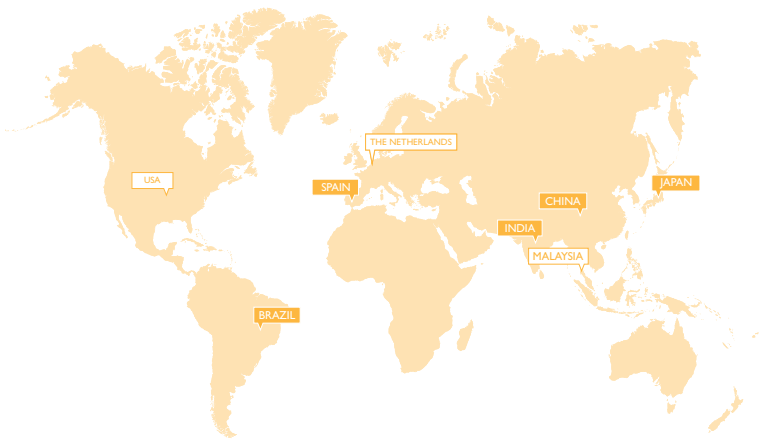 THE NETHERLANDS
USA
SPAIN
JAPAN
CHINA
INDIA
MALAYSIA
BRAZIL